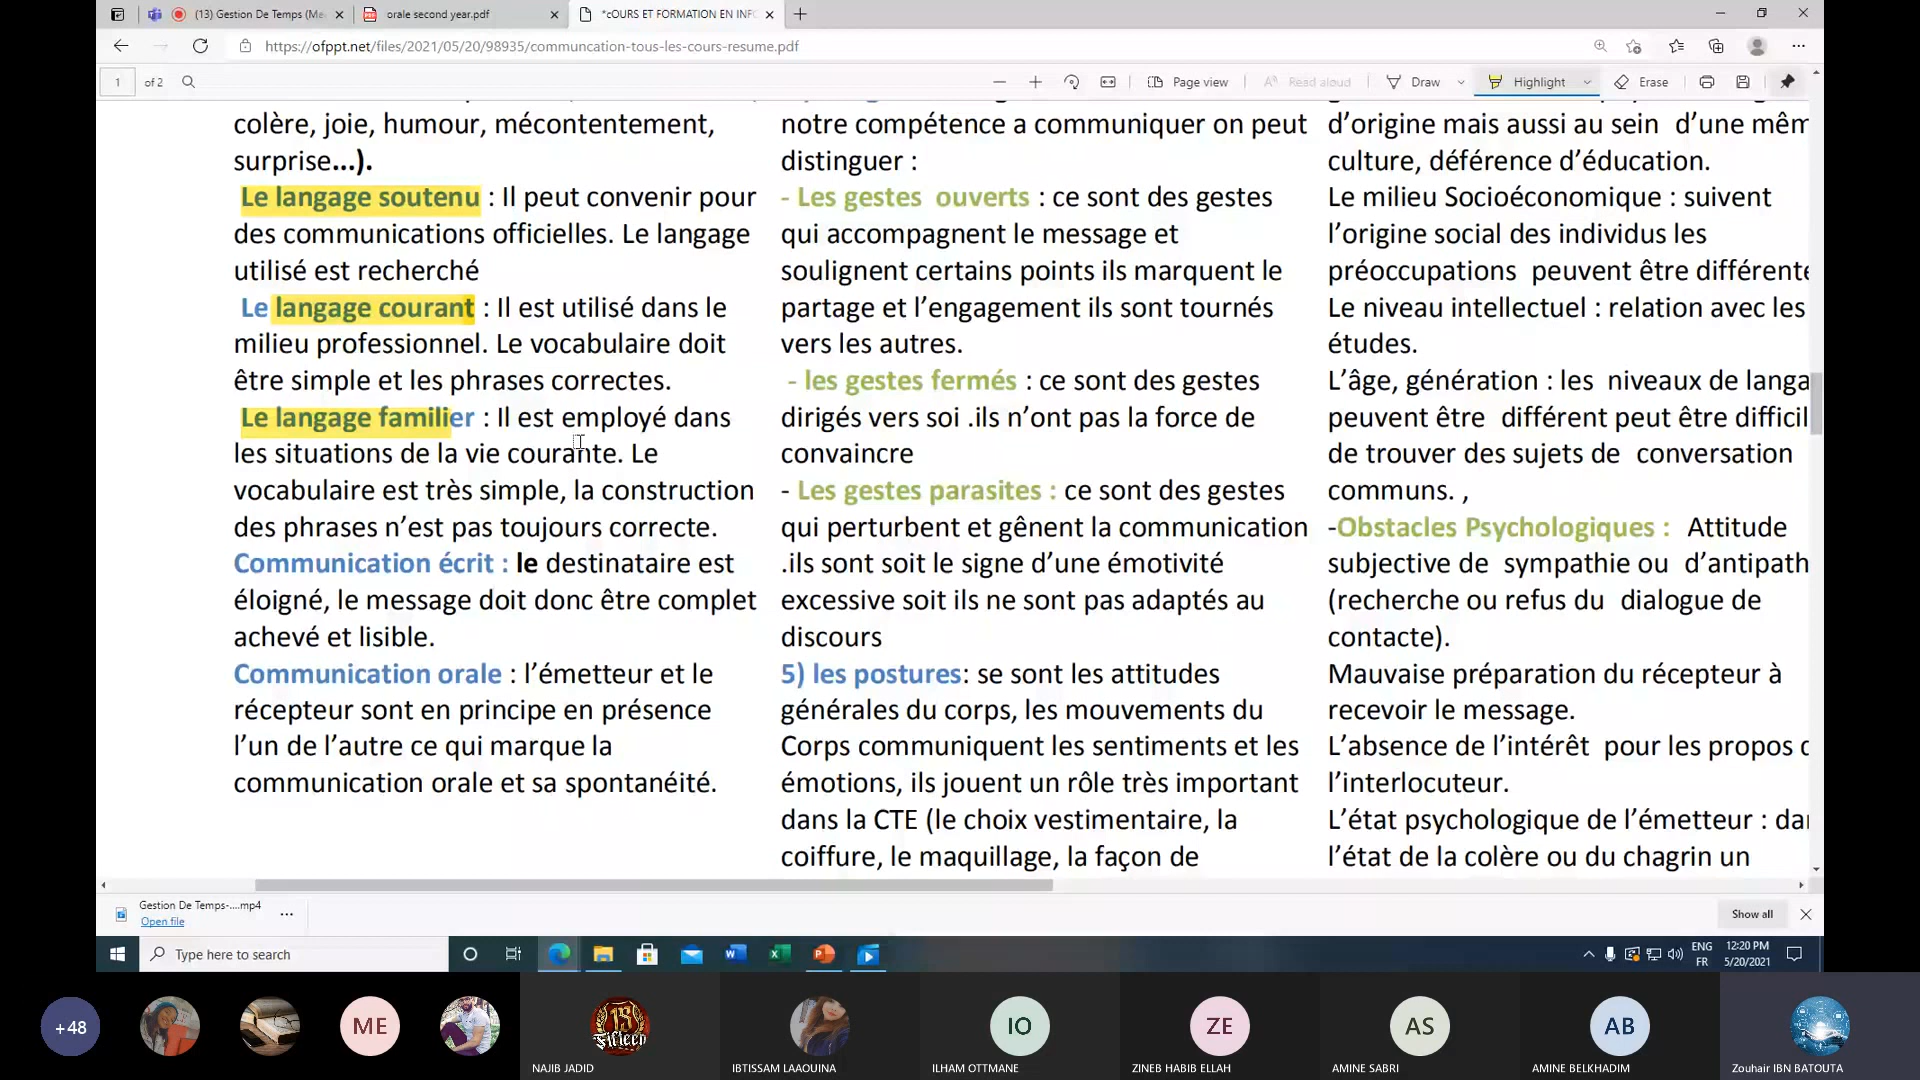 (13) Gestion De Temps (Me
orale second year.pdf
*cOURS ET FORMATION EN INFO
https://ofppt.net/files/2021/05/20/98935/communcation-tous-les-cours-resume.pdf
1 of 2
Page view
Read aloud
Draw
Highlight
Erase
colère, joie, humour, mécontentement,
surprise...).
Le langage soutenu : Il peut convenir pour
des communications officielles. Le langage
utilisé est recherché
Le langage courant : Il est utilisé dans le
milieu professionnel. Le vocabulaire doit
être simple et les phrases correctes.
Le langage familier : Il est employé dans
les situations de la vie courante. Le
vocabulaire est très simple, la construction
des phrases n’est pas toujours correcte.
Communication écrit : le destinataire est
éloigné, le message doit donc être complet
achevé et lisible.
Communication orale : l’émetteur et le
récepteur sont en principe en présence
l’un de l’autre ce qui marque la
communication orale et sa spontanéité.
notre compétence a communiquer on peut
distinguer :
- Les gestes ouverts : ce sont des gestes
qui accompagnent le message et
soulignent certains points ils marquent le
partage et l’engagement ils sont tournés
vers les autres.
- les gestes fermés : ce sont des gestes
dirigés vers soi .ils n’ont pas la force de
convaincre
- Les gestes parasites : ce sont des gestes
qui perturbent et gênent la communication
.ils sont soit le signe d’une émotivité
excessive soit ils ne sont pas adaptés au
discours
5) les postures: se sont les attitudes
générales du corps, les mouvements du
Corps communiquent les sentiments et les
émotions, ils jouent un rôle très important
dans la CTE (le choix vestimentaire, la
coiffure, le maquillage, la façon de
d’origine mais aussi au sein d’une mêm
culture, déférence d’éducation.
Le milieu Socioéconomique : suivent
l’origine social des individus les
préoccupations peuvent être différente
Le niveau intellectuel : relation avec les
études.
L’âge, génération : les niveaux de langa
peuvent être différent peut être difficil
de trouver des sujets de conversation
communs. ,
-Obstacles Psychologiques : Attitude
subjective de sympathie ou d’antipath
(recherche ou refus du dialogue de
contacte).
Mauvaise préparation du récepteur à
recevoir le message.
L’absence de l’intérêt pour les propos d
l’interlocuteur.
L’état psychologique de l’émetteur : dan
l’état de la colère ou du chagrin un
Gestion De Temps-....mp4
Open file
Show all
Type here to search
ENG
FR
12:20 PM
5/20/2021
+48
ME
15
Fifteen
IO
ZE
AS
AB
NAJIB JADID
IBTISSAM LAAOUINA
ILHAM OTTMANE
ZINEB HABIB ELLAH
AMINE SABRI
AMINE BELKHADIM
Zouhair IBN BATOUTA